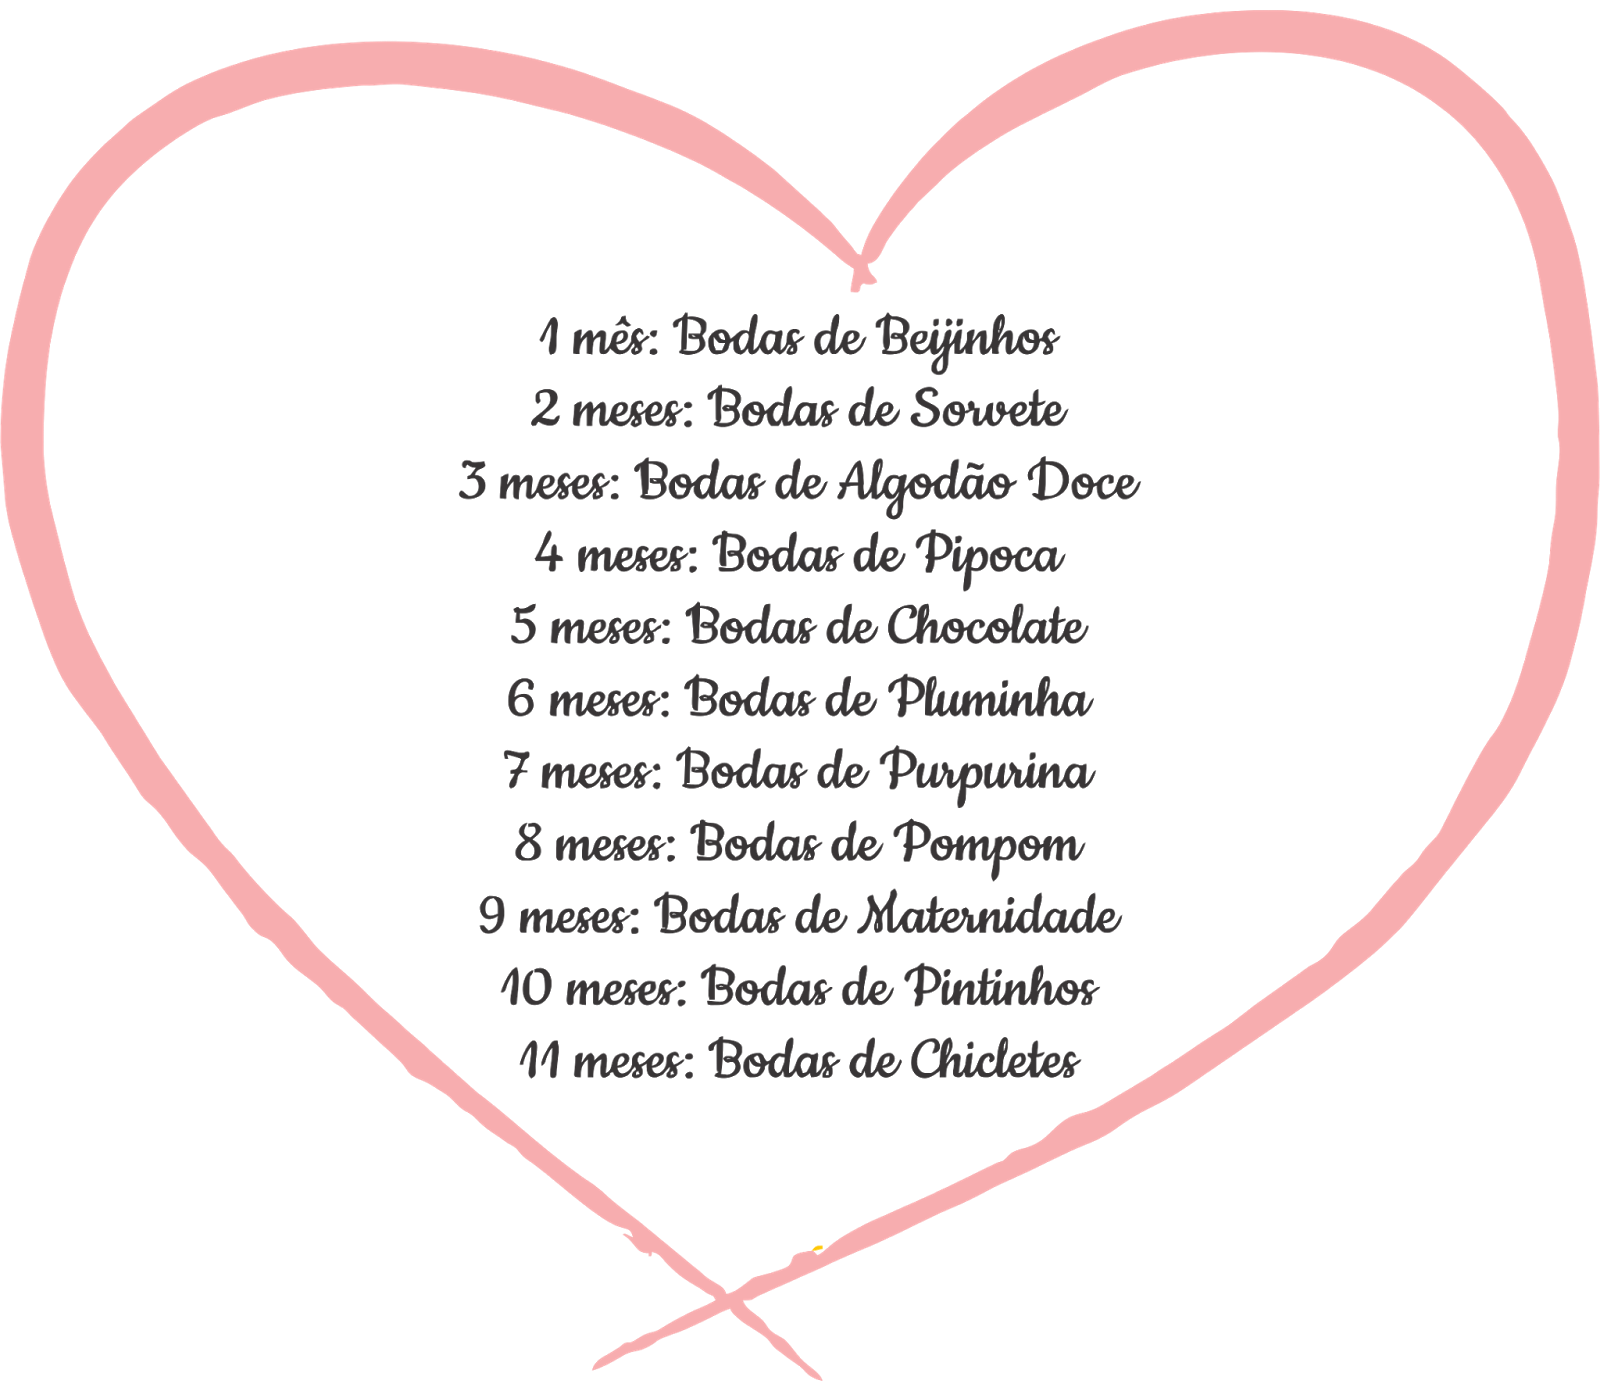 1 mês: Bodas de Beijinhos
2 meses: Bodas de Sorvete
3 meses: Bodas de Algodão Doce
4 meses: Bodas de Pipoca
5 meses: Bodas de Chocolate
6 meses: Bodas de Pluminha
7 meses: Bodas de Purpurina
8 meses: Bodas de Pompom
9 meses: Bodas de Maternidade
10 meses: Bodas de Pintinhos
11 meses: Bodas de Chicletes